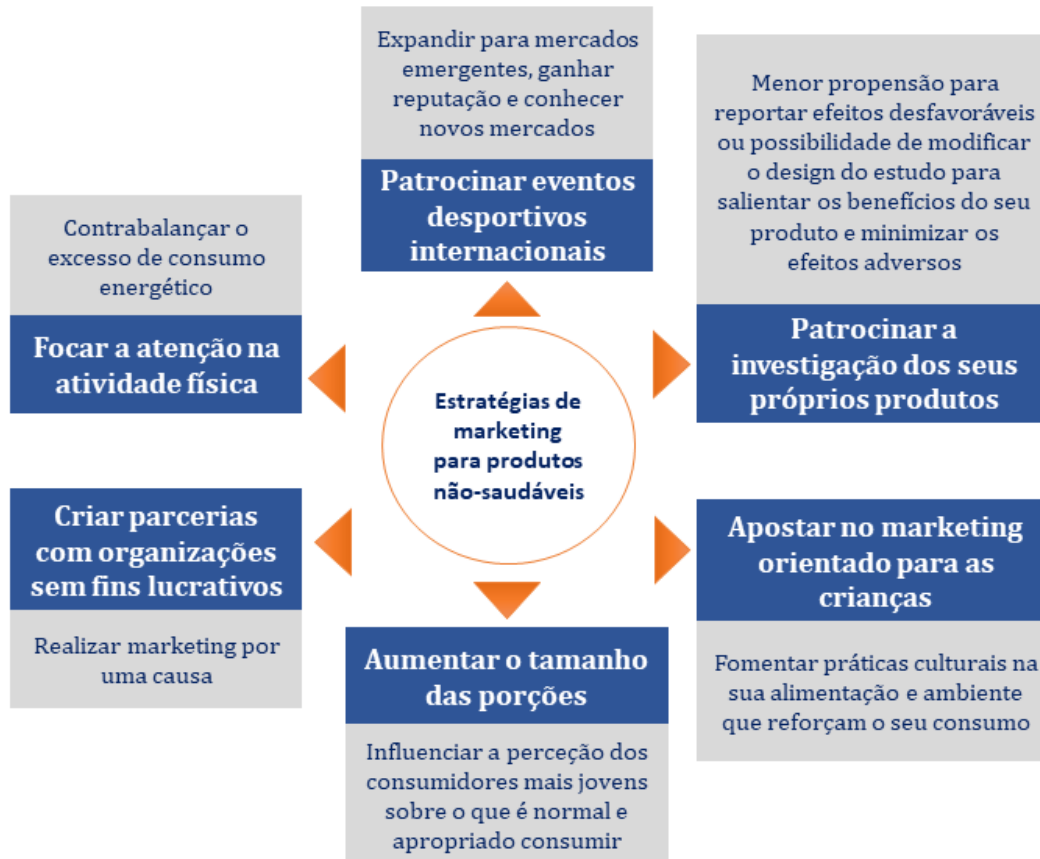 Expandir para mercados
emergentes, ganhar
reputação e conhecer
novos mercados
Patrocinar eventos
desportivos
internacionais
Menor propensão para
reportar efeitos desfavoráveis
ou possibilidade de modificar
o design do estudo para
salientar os benefícios do seu
produto e minimizar os
efeitos adversos
Patrocinar a
investigação dos seus
próprios produtos
Contrabalançar o
excesso de consumo
energético
Focar a atenção na
atividade física
Estratégias de
marketing
para produtos
não-saudáveis
Criar parcerias
com organizações
sem fins lucrativos
Realizar marketing por
uma causa
Aumentar o tamanho
das porções
Influenciar a perceção dos
consumidores mais jovens
sobre o que é normal e
apropriado consumir
Apostar no marketing
orientado para as
crianças
Fomentar práticas culturais na
sua alimentação e ambiente
que reforçam o seu consumo